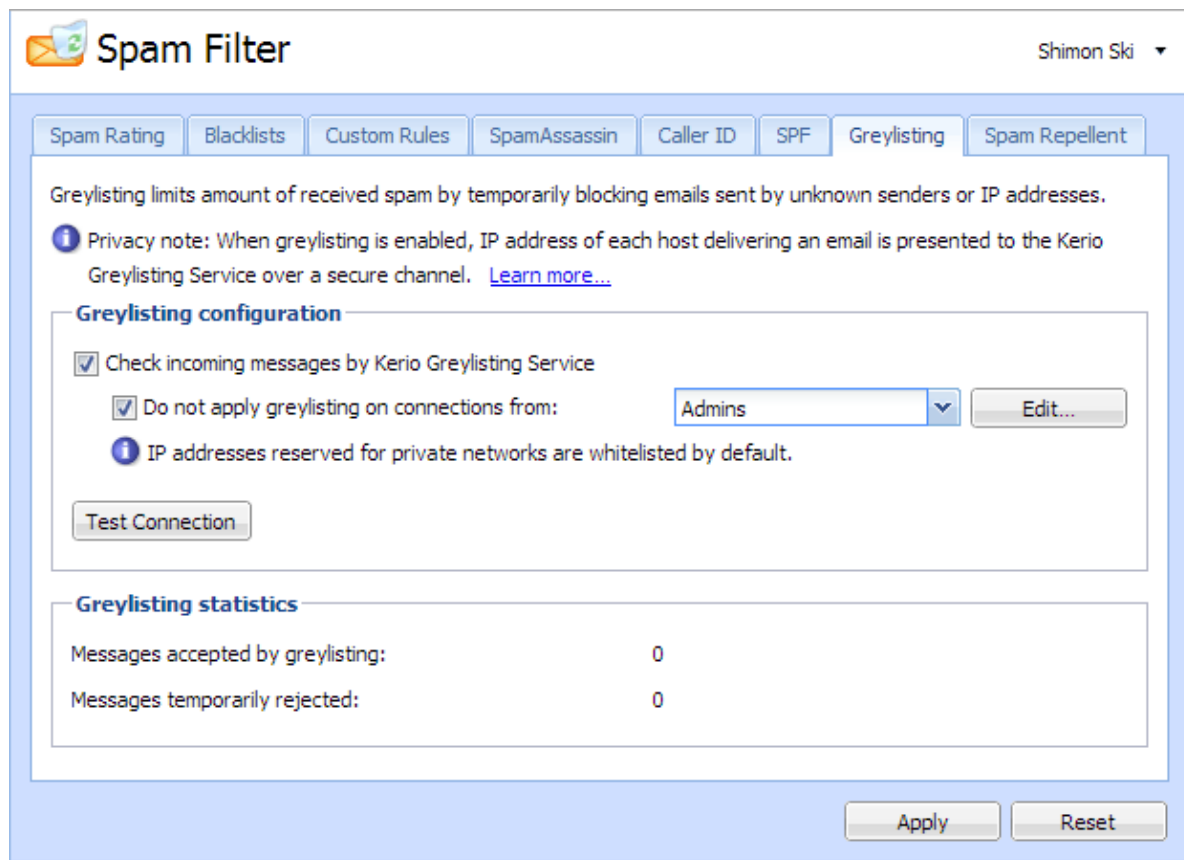 Spam Filter
Shimon Ski
Spam Rating
Blacklists
Custom Rules
SpamAssassin
Caller ID
SPF
Greylisting
Spam Repellent
Greylisting limits amount of received spam by temporarily blocking emails sent by unknown senders or IP addresses.
Privacy note: When greylisting is enabled, IP address of each host delivering an email is presented to the Kerio
Greylisting Service over a secure channel. Learn more...
Greylisting configuration
Check incoming messages by Kerio Greylisting Service
Do not apply greylisting on connections from:
Admins
Edit...
IP addresses reserved for private networks are whitelisted by default.
Test Connection
Greylisting statistics
Messages accepted by greylisting: 0
Messages temporarily rejected: 0
Apply
Reset